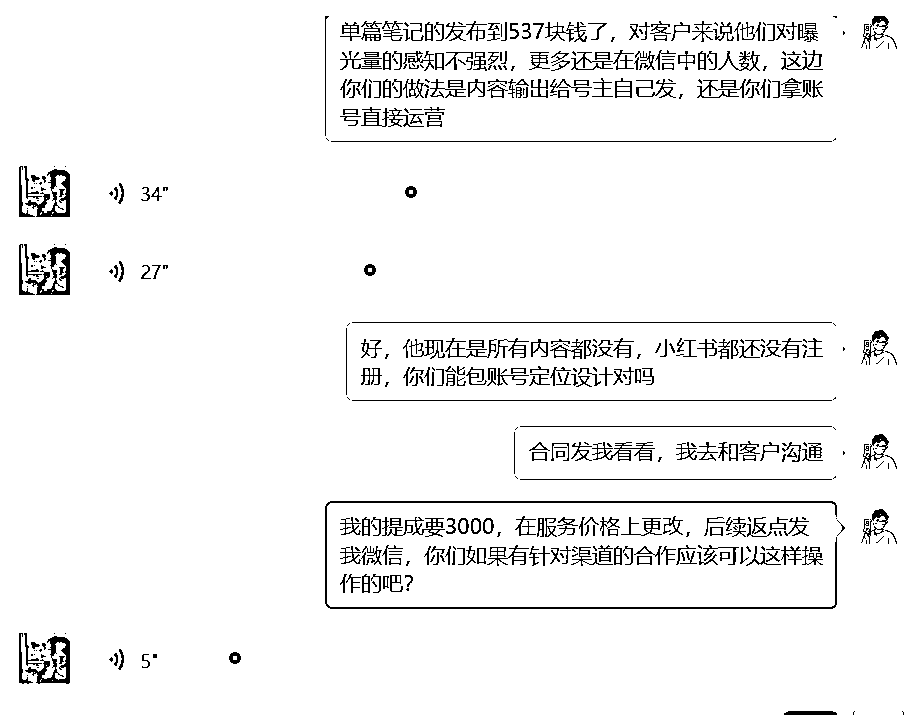 单篇笔记的发布到537块钱了，对客户来说他们对曝
光量的感知不强烈，更多还是在微信中的人数，这边
你们的做法是内容输出给号主自己发，还是你们拿账
号直接运营
34"
27"
好，他现在是所有内容都没有，小红书都还没有注
册，你们能包账号定位设计对吗
合同发我看看，我去和客户沟通
我的提成要3000，在服务价格上更改，后续返点发
我微信，你们如果有针对渠道的合作应该可以这样操
作的吧？
5"